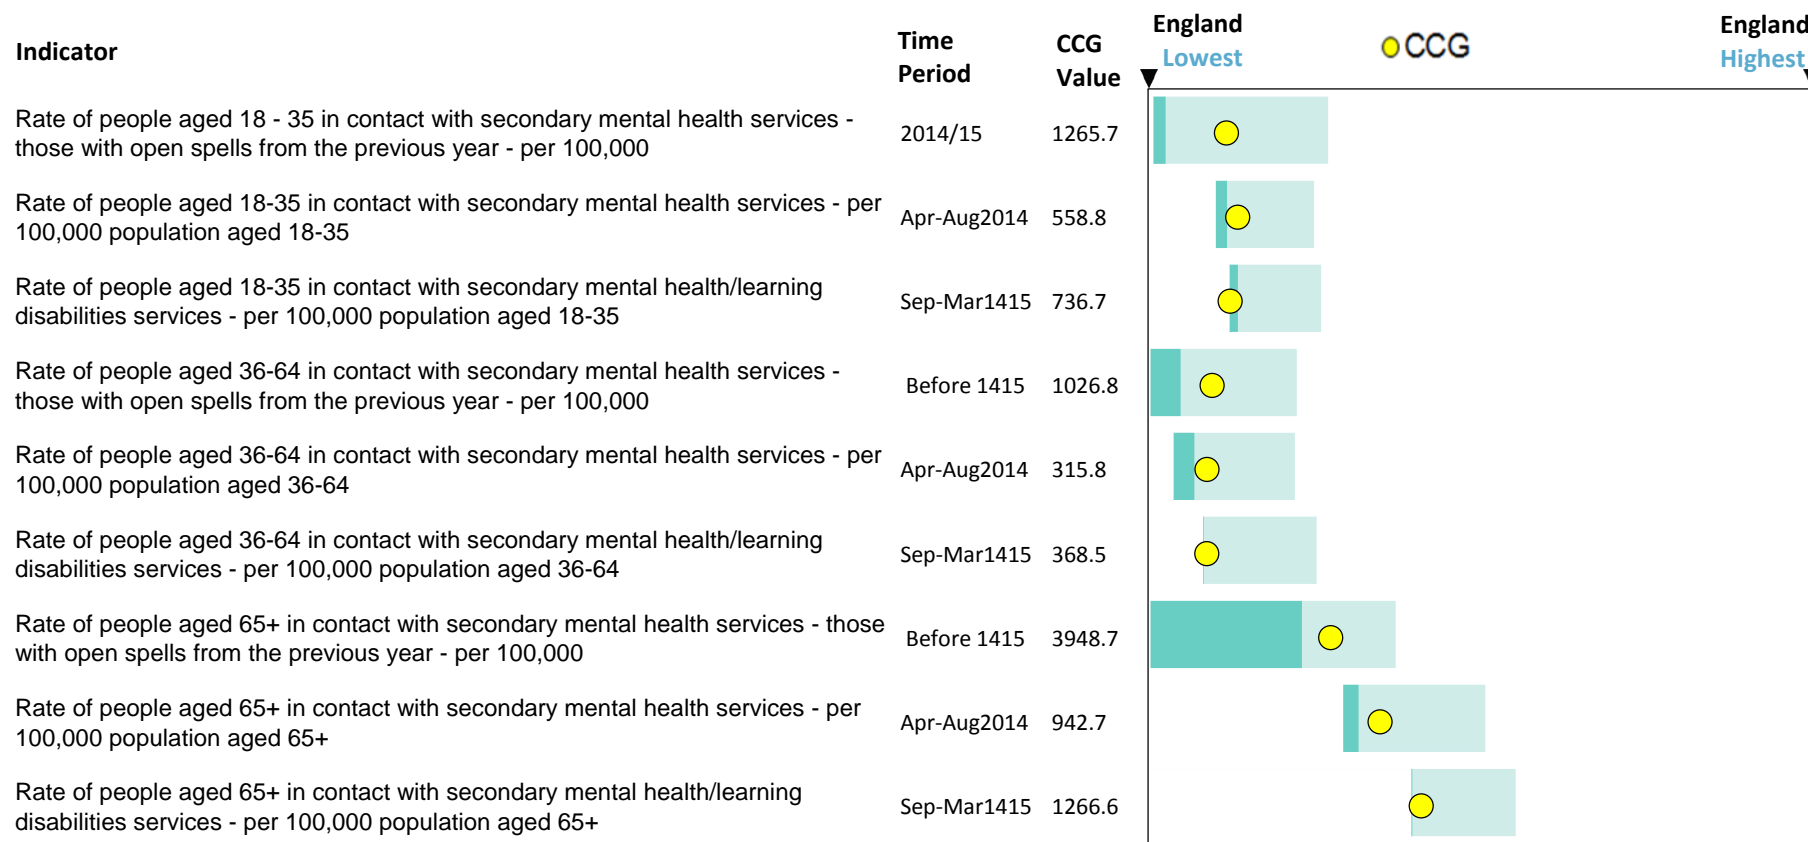 Indicator
Time Period
CCG Value
England Lowest
CCG
England Highest
Rate of people aged 18 - 35 in contact with secondary mental health services -
those with open spells from the previous year - per 100,000
2014/15 1265.7
Rate of people aged 18-35 in contact with secondary mental health services - per
100,000 population aged 18-35
Apr-Aug2014 558.8
Rate of people aged 18-35 in contact with secondary mental health/learning
disabilities services - per 100,000 population aged 18-35
Sep-Mar1415 736.7
Rate of people aged 36-64 in contact with secondary mental health services -
those with open spells from the previous year - per 100,000
Before 1415 1026.8
Rate of people aged 36-64 in contact with secondary mental health services - per
100,000 population aged 36-64
Apr-Aug2014 315.8
Rate of people aged 36-64 in contact with secondary mental health/learning
disabilities services - per 100,000 population aged 36-64
Sep-Mar1415 368.5
Rate of people aged 65+ in contact with secondary mental health services - those
with open spells from the previous year - per 100,000
Before 1415 3948.7
Rate of people aged 65+ in contact with secondary mental health services - per
100,000 population aged 65+
Apr-Aug2014 942.7
Rate of people aged 65+ in contact with secondary mental health/learning
disabilities services - per 100,000 population aged 65+
Sep-Mar1415 1266.6